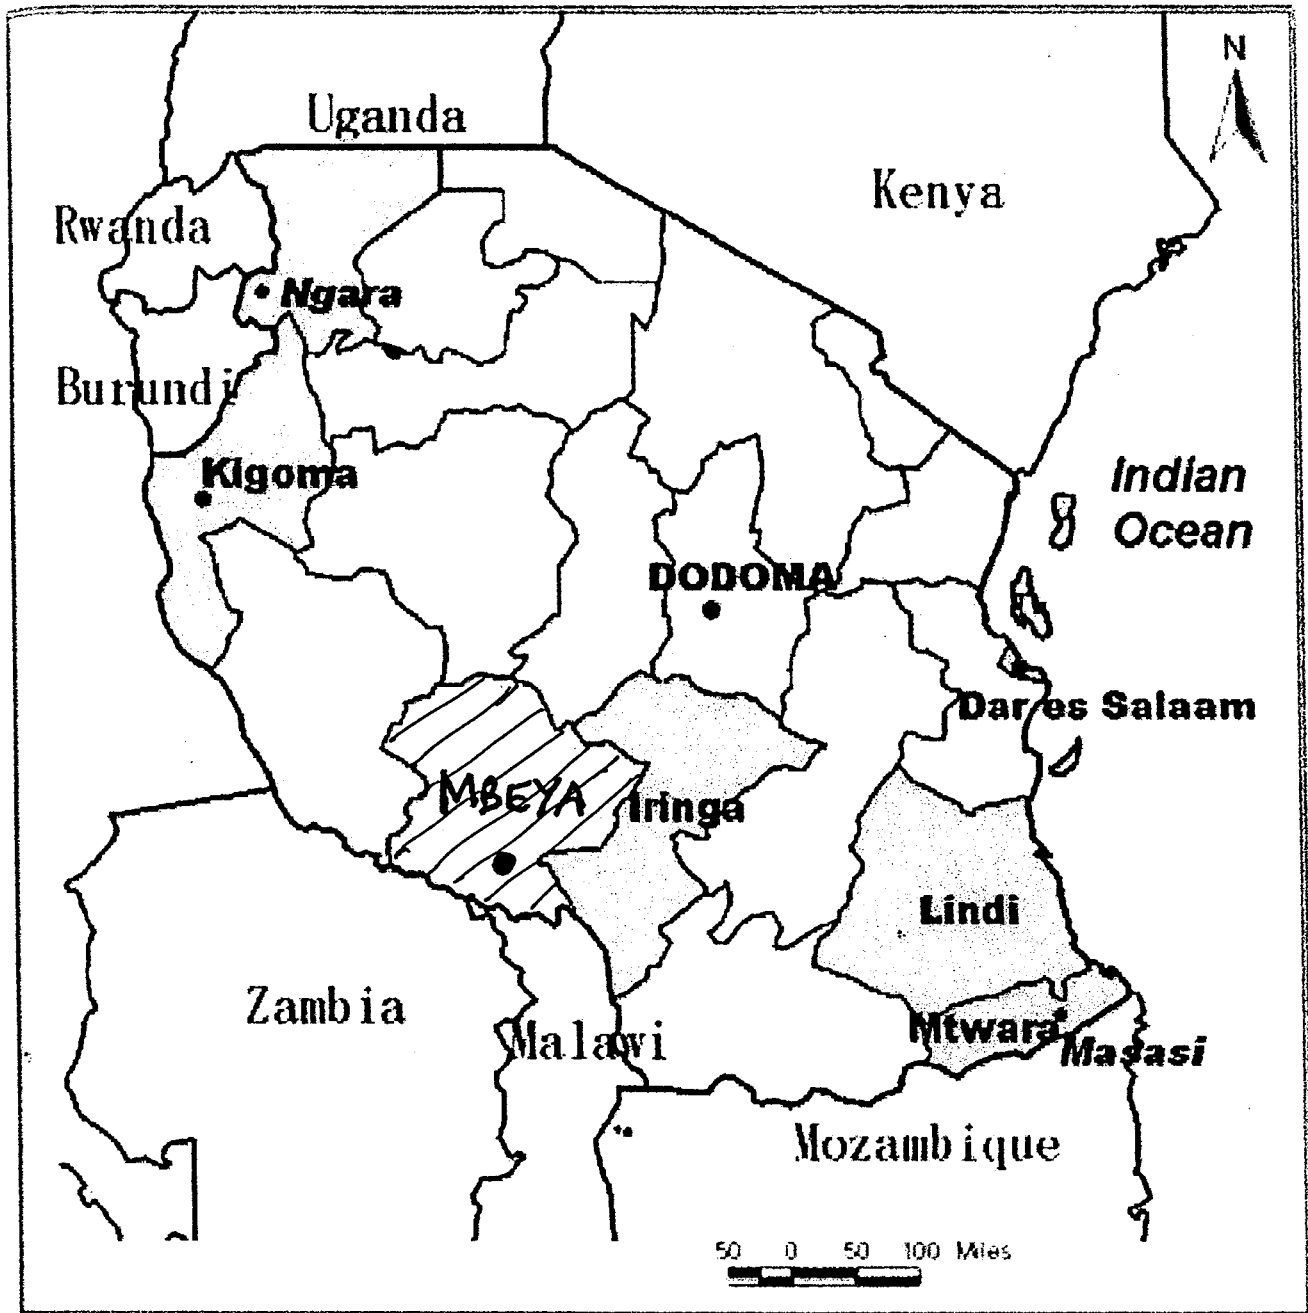 N
Uganda
Kenya
Rwanda
Ngara
Burundi
Kigoma
Indian
Ocean
DODOMA
Dar es Salaam
MBEYA
Iringa
Lindi
Zambia
Malawi
Mtwara
Masasi
Mozambique
50 0 50 100 Miles